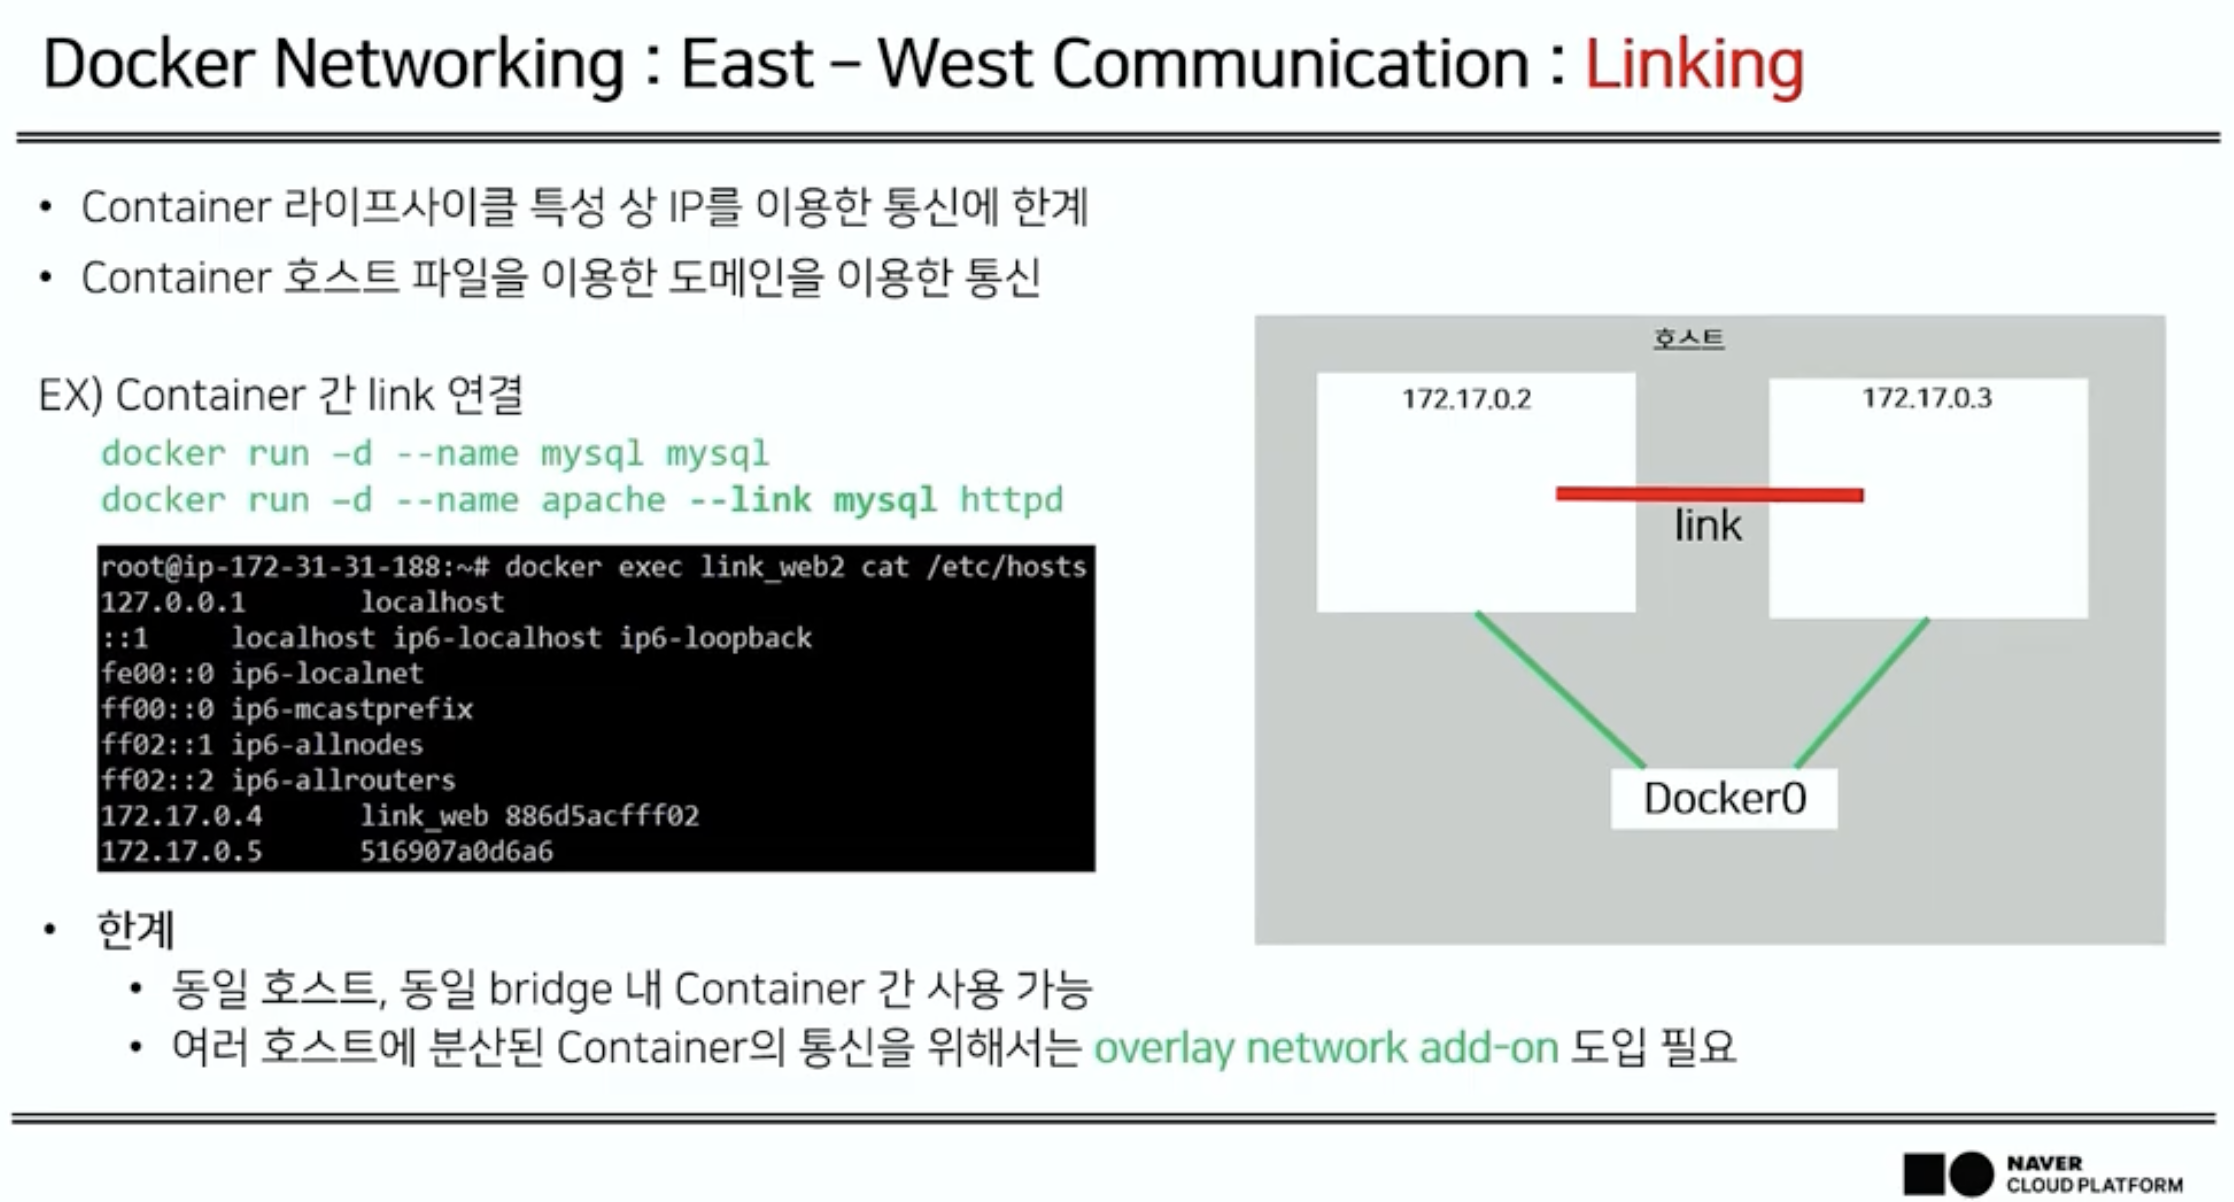 Docker Networking : East – West Communication : Linking
• Container 라이프사이클 특성 상 IP를 이용한 통신에 한계
• Container 호스트 파일을 이용한 도메인을 이용한 통신
EX) Container 간 link 연결
docker run –d --name mysql mysql
docker run –d --name apache --link mysql httpd
root@ip-172-31-31-188:~# docker exec link_web2 cat /etc/hosts
127.0.0.1 localhost
::1 localhost ip6-localhost ip6-loopback
fe00::0 ip6-localnet
ff00::0 ip6-mcastprefix
ff02::1 ip6-allnodes
ff02::2 ip6-allrouters
172.17.0.4 link_web 886d5acfff02
172.17.0.5 516907a0d6a6
• 한계
• 동일 호스트, 동일 bridge 내 Container 간 사용 가능
• 여러 호스트에 분산된 Container의 통신을 위해서는 overlay network add-on 도입 필요
호스트
172.17.0.2
172.17.0.3
link
Docker0
NAVER
CLOUD PLATFORM